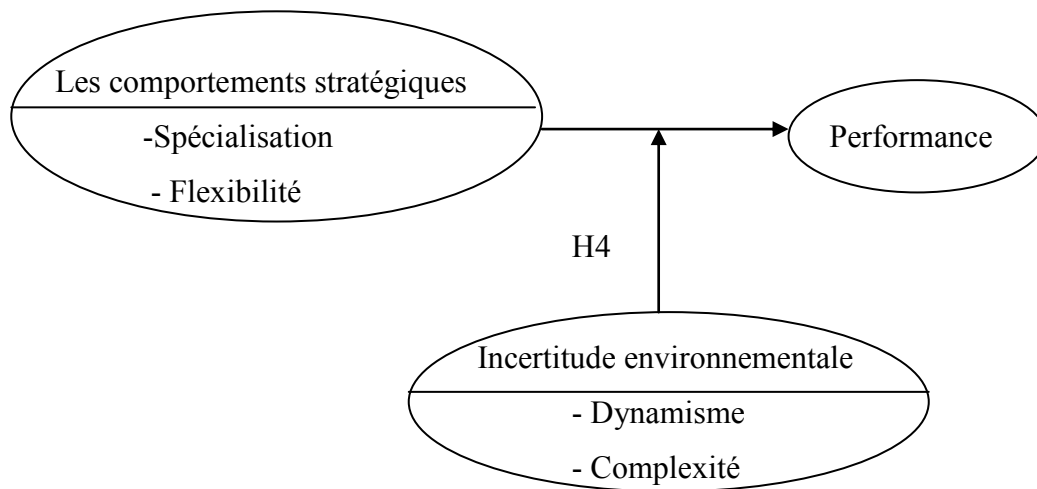 Les comportements stratégiques
-Spécialisation
- Flexibilité
Performance
H4
Incertitude environnementale
- Dynamisme
- Complexité